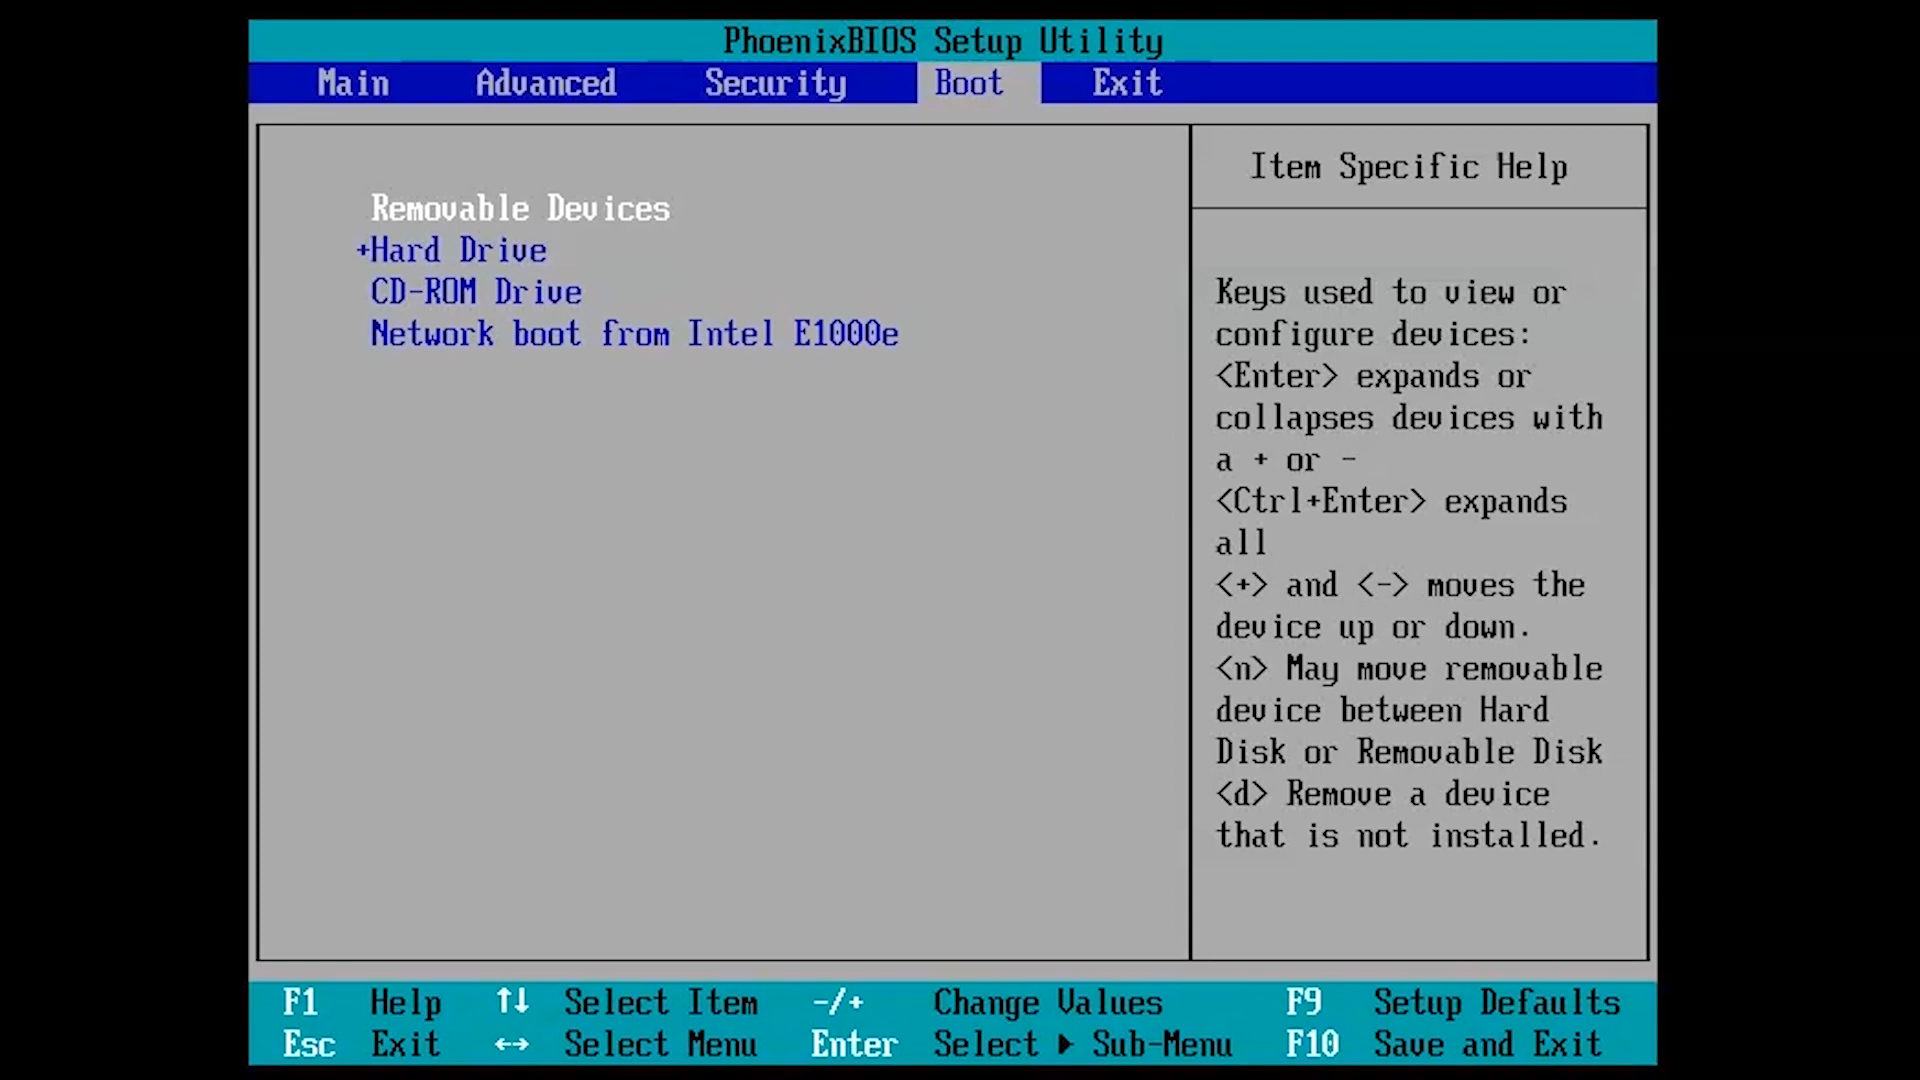 PhoenixBIOS Setup Utility
Main Advanced Security Boot Exit
Removable Devices
+Hard Drive
CD-ROM Drive
Network boot from Intel E1000e
Item Specific Help
Keys used to view or
configure devices:
<Enter> expands or
collapses devices with
a + or -
<Ctrl+Enter> expands
all
<+> and <-> moves the
device up or down.
<n> May move removable
device between Hard
Disk or Removable Disk
<d> Remove a device
that is not installed.
F1 Help ↑↓ Select Item -/+ Change Values F9 Setup Defaults
Esc Exit ↔ Select Menu Enter Select ▶ Sub-Menu F10 Save and Exit